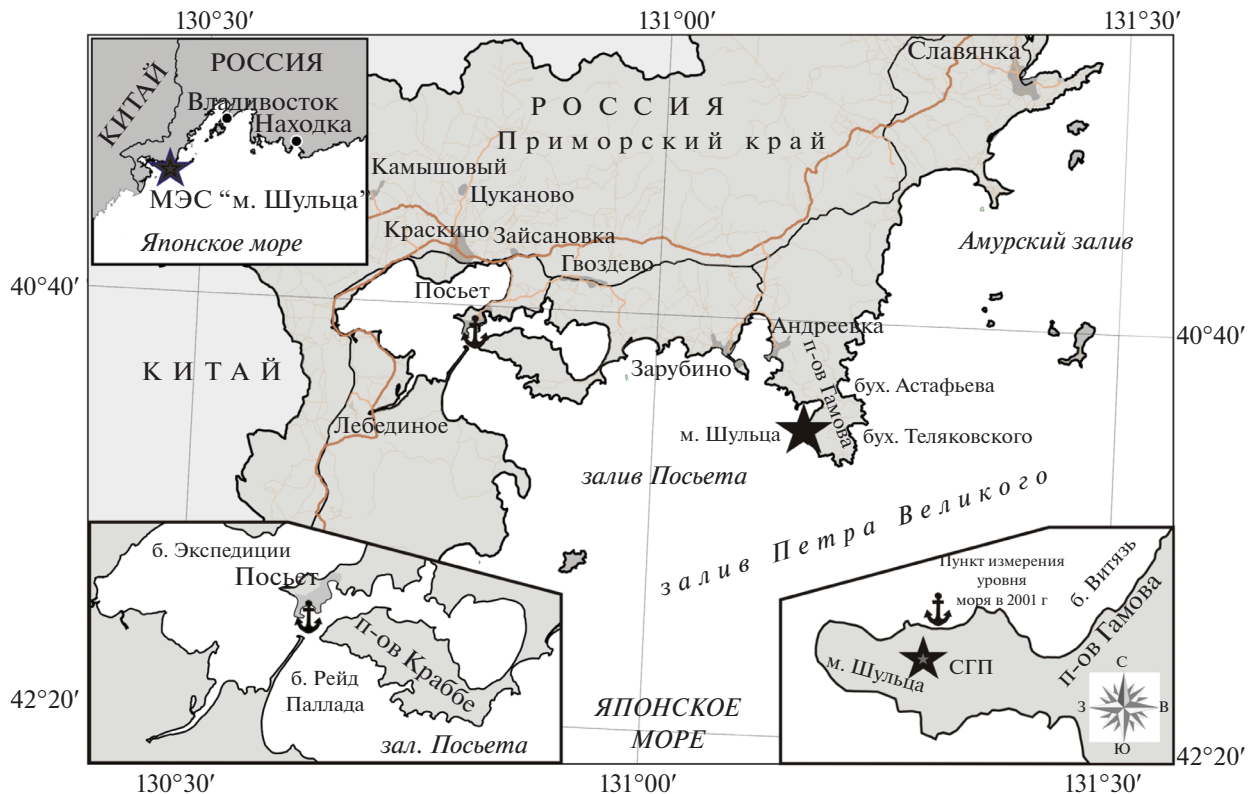 130°30′
131°00′
131°30′
РОССИЯ
КИТАЙ
Владивосток
Находка
МЭС “м. Шульца”
Японское море
Славянка
РОССИЯ
Приморский край
Камышовый
Цуканово
Краскино
Зайсановка
Гвоздево
Амурский залив
40°40′
Посьет
Андреевка
40°40′
КИТАЙ
Зарубино
п-ов Гамова
бух. Астафьева
Лебединое
м. Шульца
бух. Теляковского
залив Посьета
залив Петра Великого
б. Экспедиции
Посьет
п-ов Краббе
б. Рейд
Паллада
зал. Посьета
42°20′
ЯПОНСКОЕ
МОРЕ
Пункт измерения
уровня
моря в 2001 г
б. Витязь
п-ов Гамова
м. Шульца
СГП
С
З
В
Ю
42°20′
130°30′
131°00′
131°30′